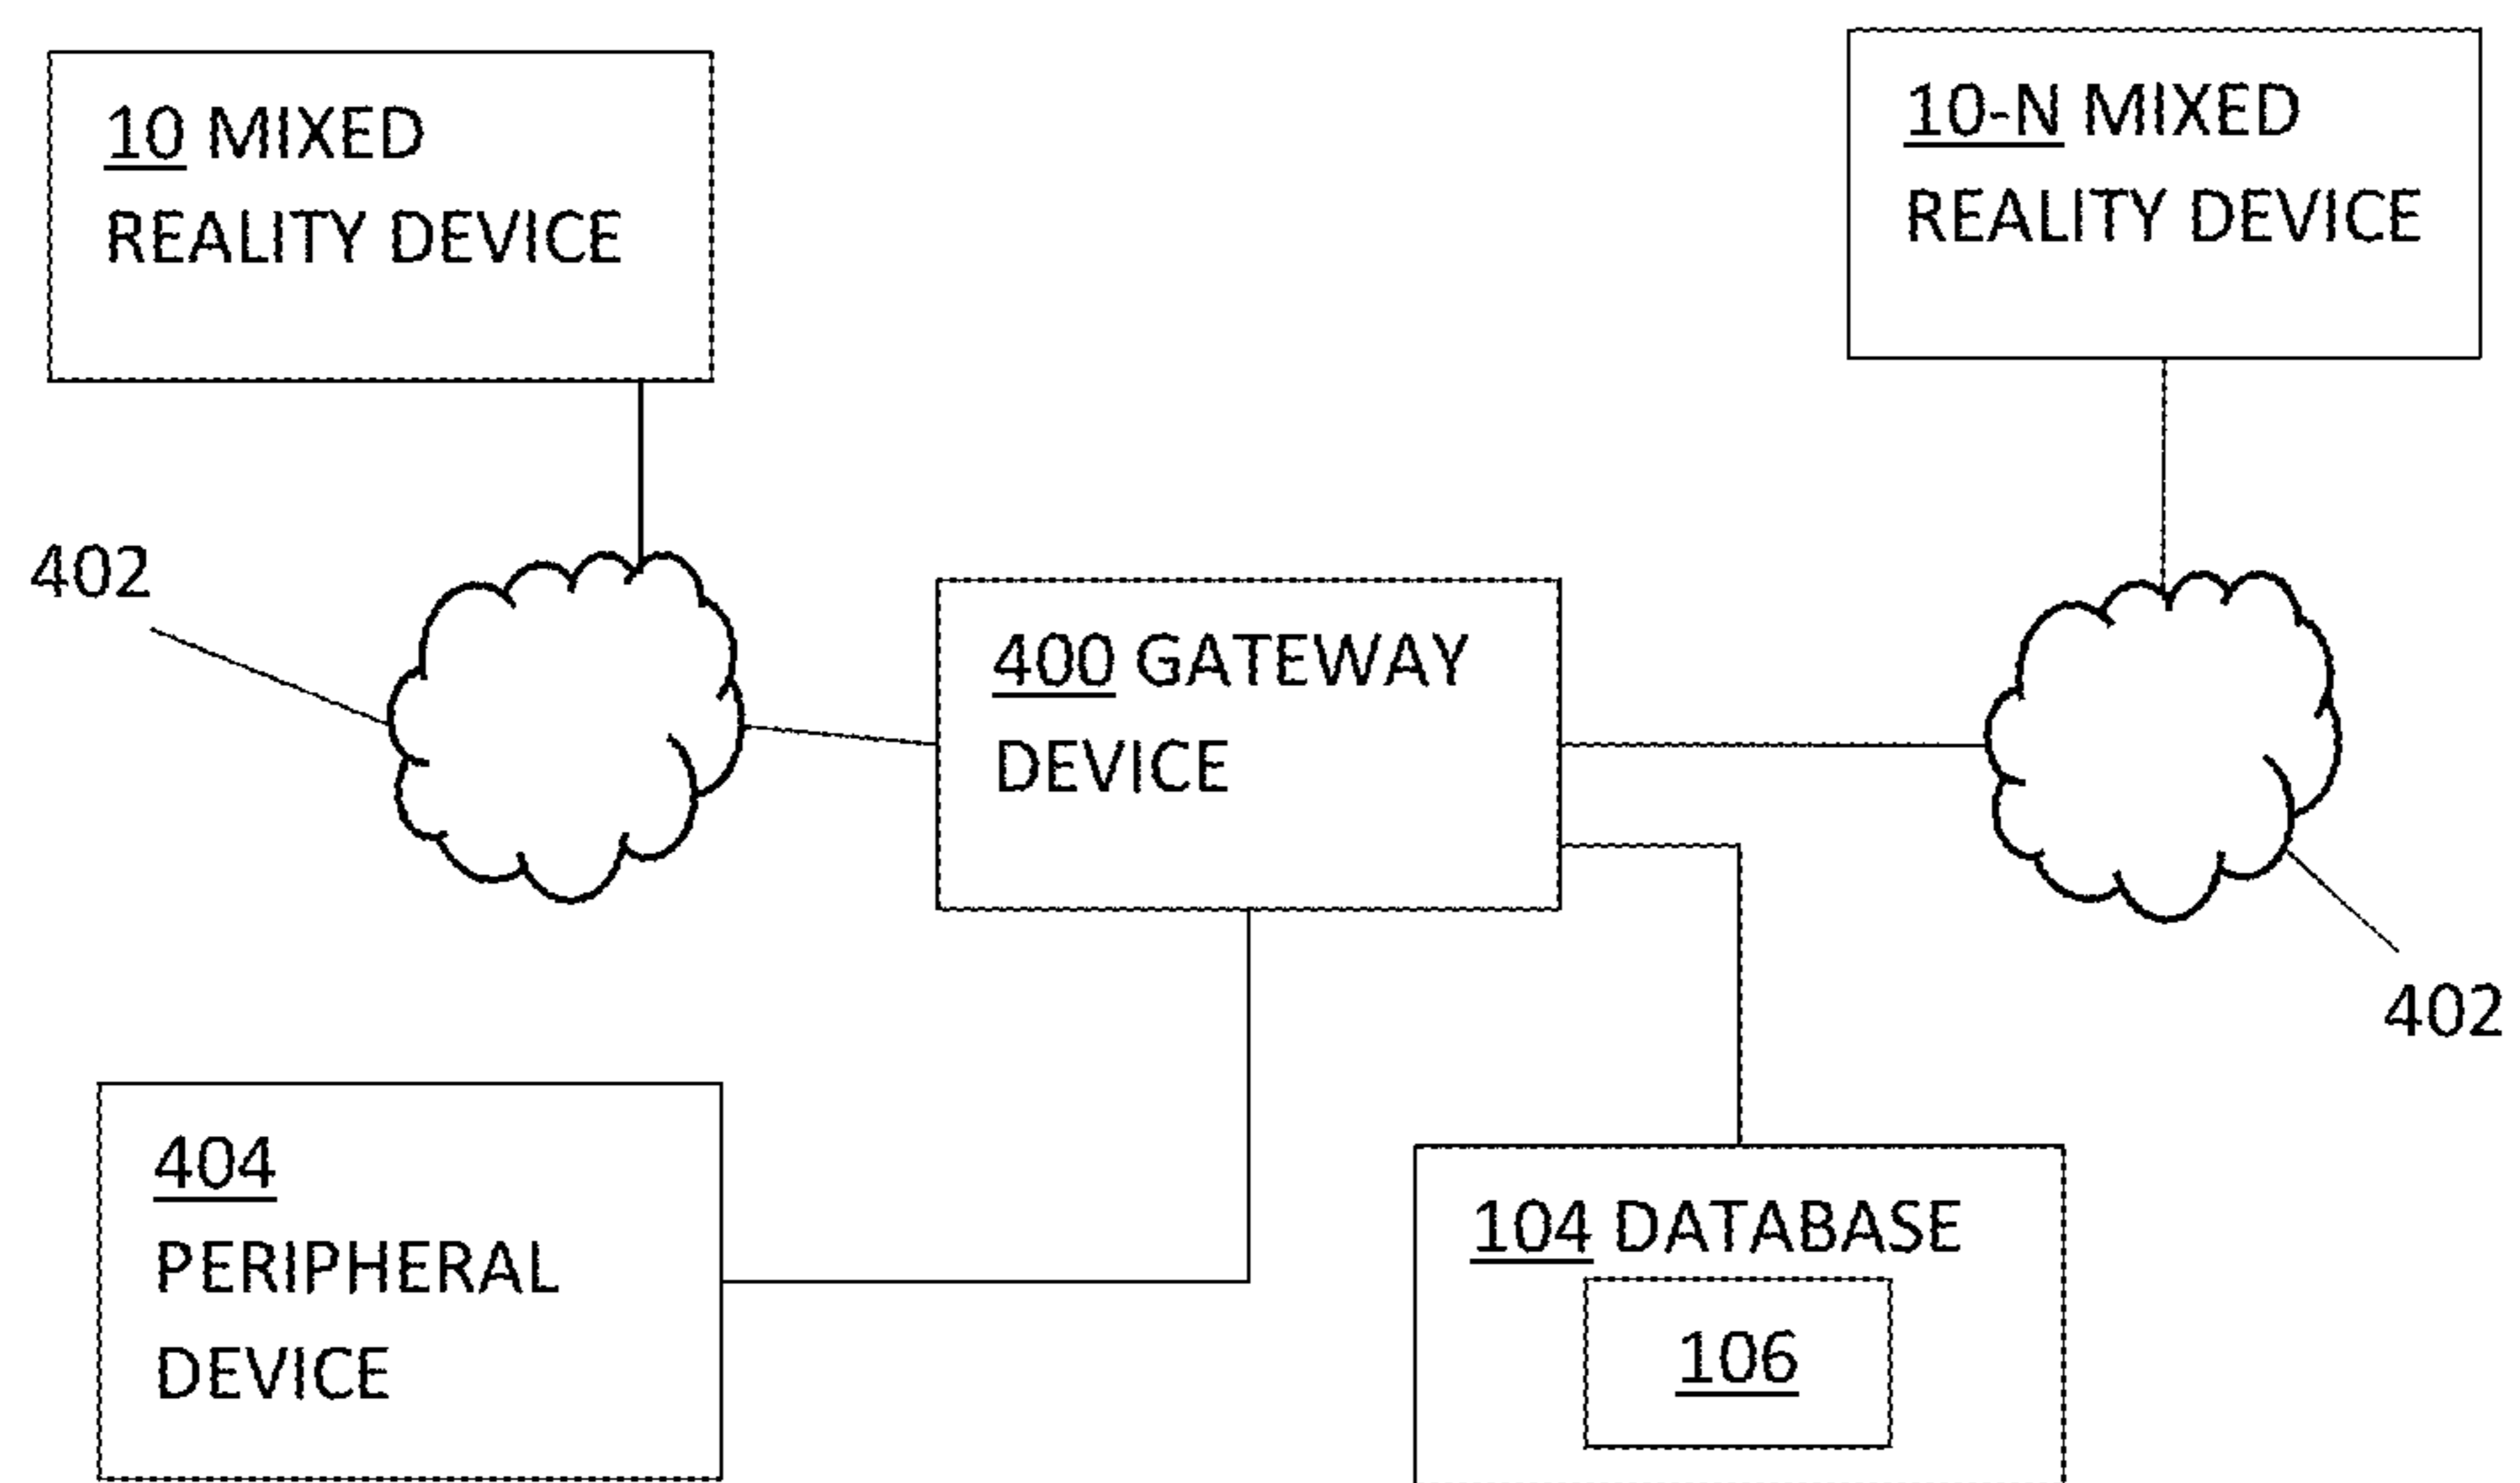 10 MIXED
REALITY DEVICE
10-N MIXED
REALITY DEVICE
402
400 GATEWAY
DEVICE
402
404
PERIPHERAL
DEVICE
104 DATABASE
106